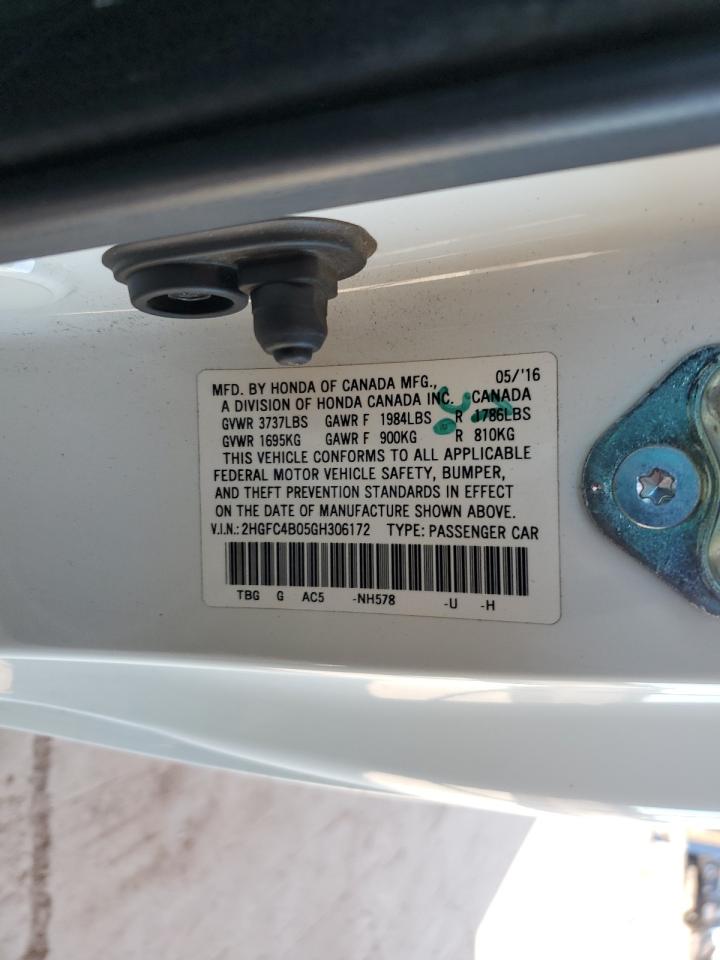 MFD. BY HONDA OF CANADA MFG., 05/'16
A DIVISION OF HONDA CANADA INC. CANADA
GVWR 3737LBS GAWR F 1984LBS R 1786LBS
GVWR 1695KG GAWR F 900KG R 810KG
THIS VEHICLE CONFORMS TO ALL APPLICABLE
FEDERAL MOTOR VEHICLE SAFETY, BUMPER,
AND THEFT PREVENTION STANDARDS IN EFFECT
ON THE DATE OF MANUFACTURE SHOWN ABOVE.
V.I.N.: 2HGFC4B05GH306172 TYPE: PASSENGER CAR
TBG G AC5 -NH578 -U -H